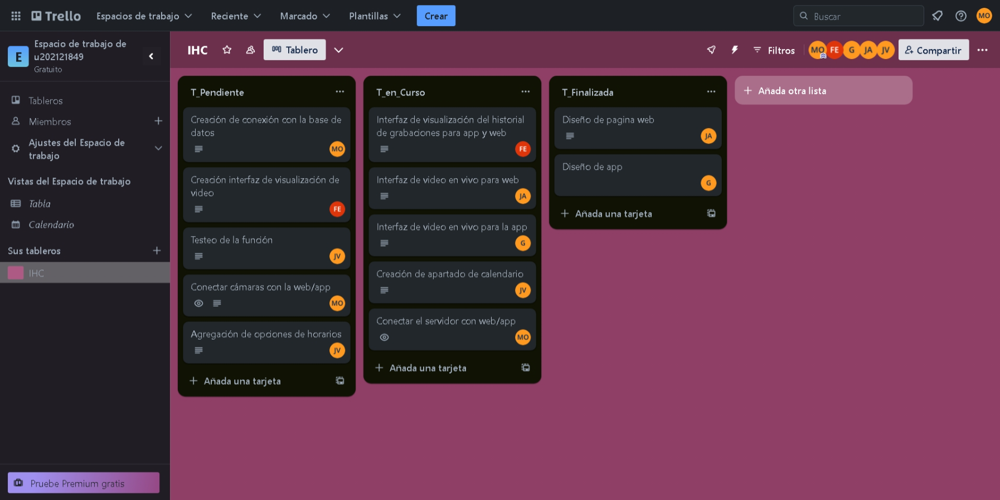 Trello
Espacios de trabajo
Reciente
Marcado
Plantillas
Crear
Buscar
MO
E
Espacio de trabajo de
u202121849
Gratuito
Tableros
Miembros
Ajustes del Espacio de
trabajo
Vistas del Espacio de trabajo
Tabla
Calendario
Sus tableros
IHC
Pruebe Premium gratis
IHC
Tablero
Filtros
MO
FE
G
JA
JV
Compartir
T_Pendiente
Creación de conexión con la base de
datos
MO
Creación interfaz de visualización de
video
FE
Testeo de la función
JV
Conectar cámaras con la web/app
MO
Agregación de opciones de horarios
JV
Añada una tarjeta
T_en_Curso
Interfaz de visualización del historial
de grabaciones para app y web
FE
Interfaz de video en vivo para web
JA
Interfaz de video en vivo para la app
G
Creación de apartado de calendario
JV
Conectar el servidor con web/app
MO
Añada una tarjeta
T_Finalizada
Diseño de pagina web
JA
Diseño de app
G
Añada una tarjeta
Añada otra lista